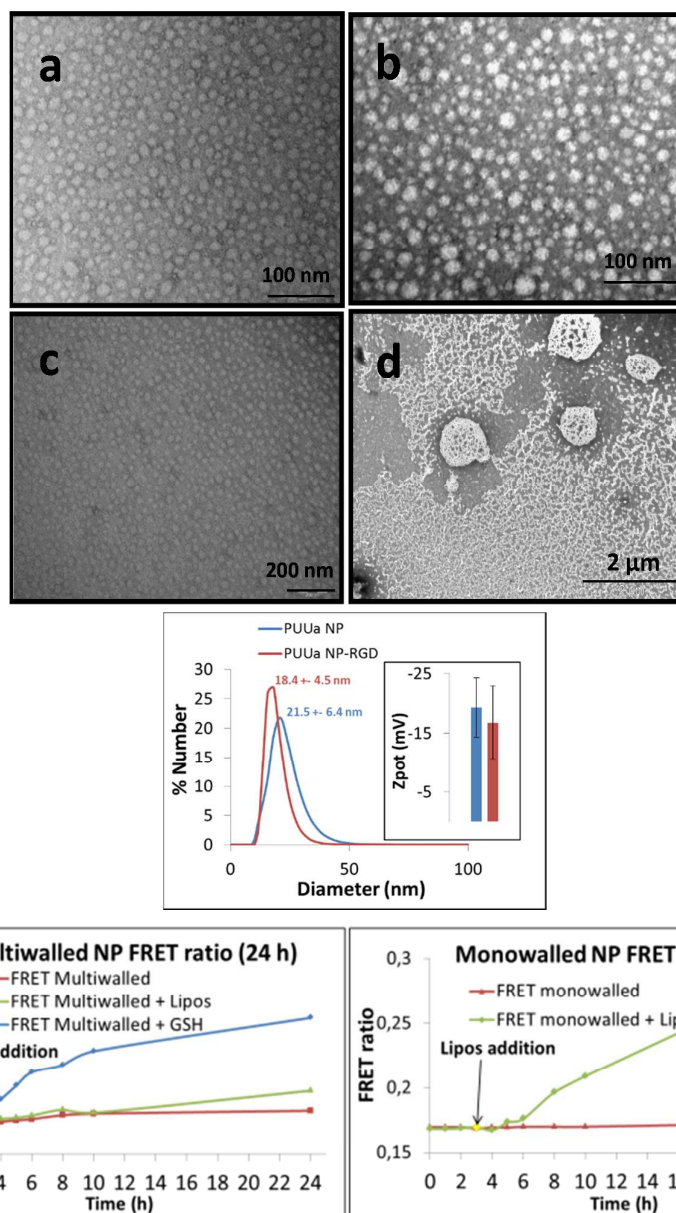 a
b
100 nm
100 nm
c
d
200 nm
2 µm
PUUa NP
PUUa NP-RGD
30
25
20
15
10
5
0
% Number
18.4 +- 4.5 nm
21.5 +- 6.4 nm
-25
-15
-5
Zpot (mV)
0
50
100
Diameter (nm)
ltiwalled NP FRET ratio (24 h)
FRET Multiwalled
FRET Multiwalled + Lipos
FRET Multiwalled + GSH
ddition
4 6 8 10 12 14 16 18 20 22 24
Time (h)
Monowalled NP FRET
0,3
0,25
0,2
0,15
FRET ratio
FRET monowalled
FRET monowalled + Lip
Lipos addition
0 2 4 6 8 10 12 14 16
Time (h)